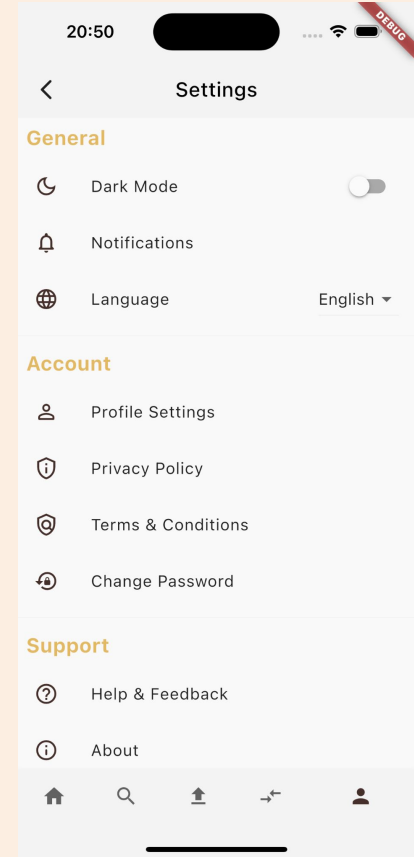 20:50
DEBUG
Settings
General
Dark Mode
Notifications
Language English
Account
Profile Settings
Privacy Policy
Terms & Conditions
Change Password
Support
Help & Feedback
About